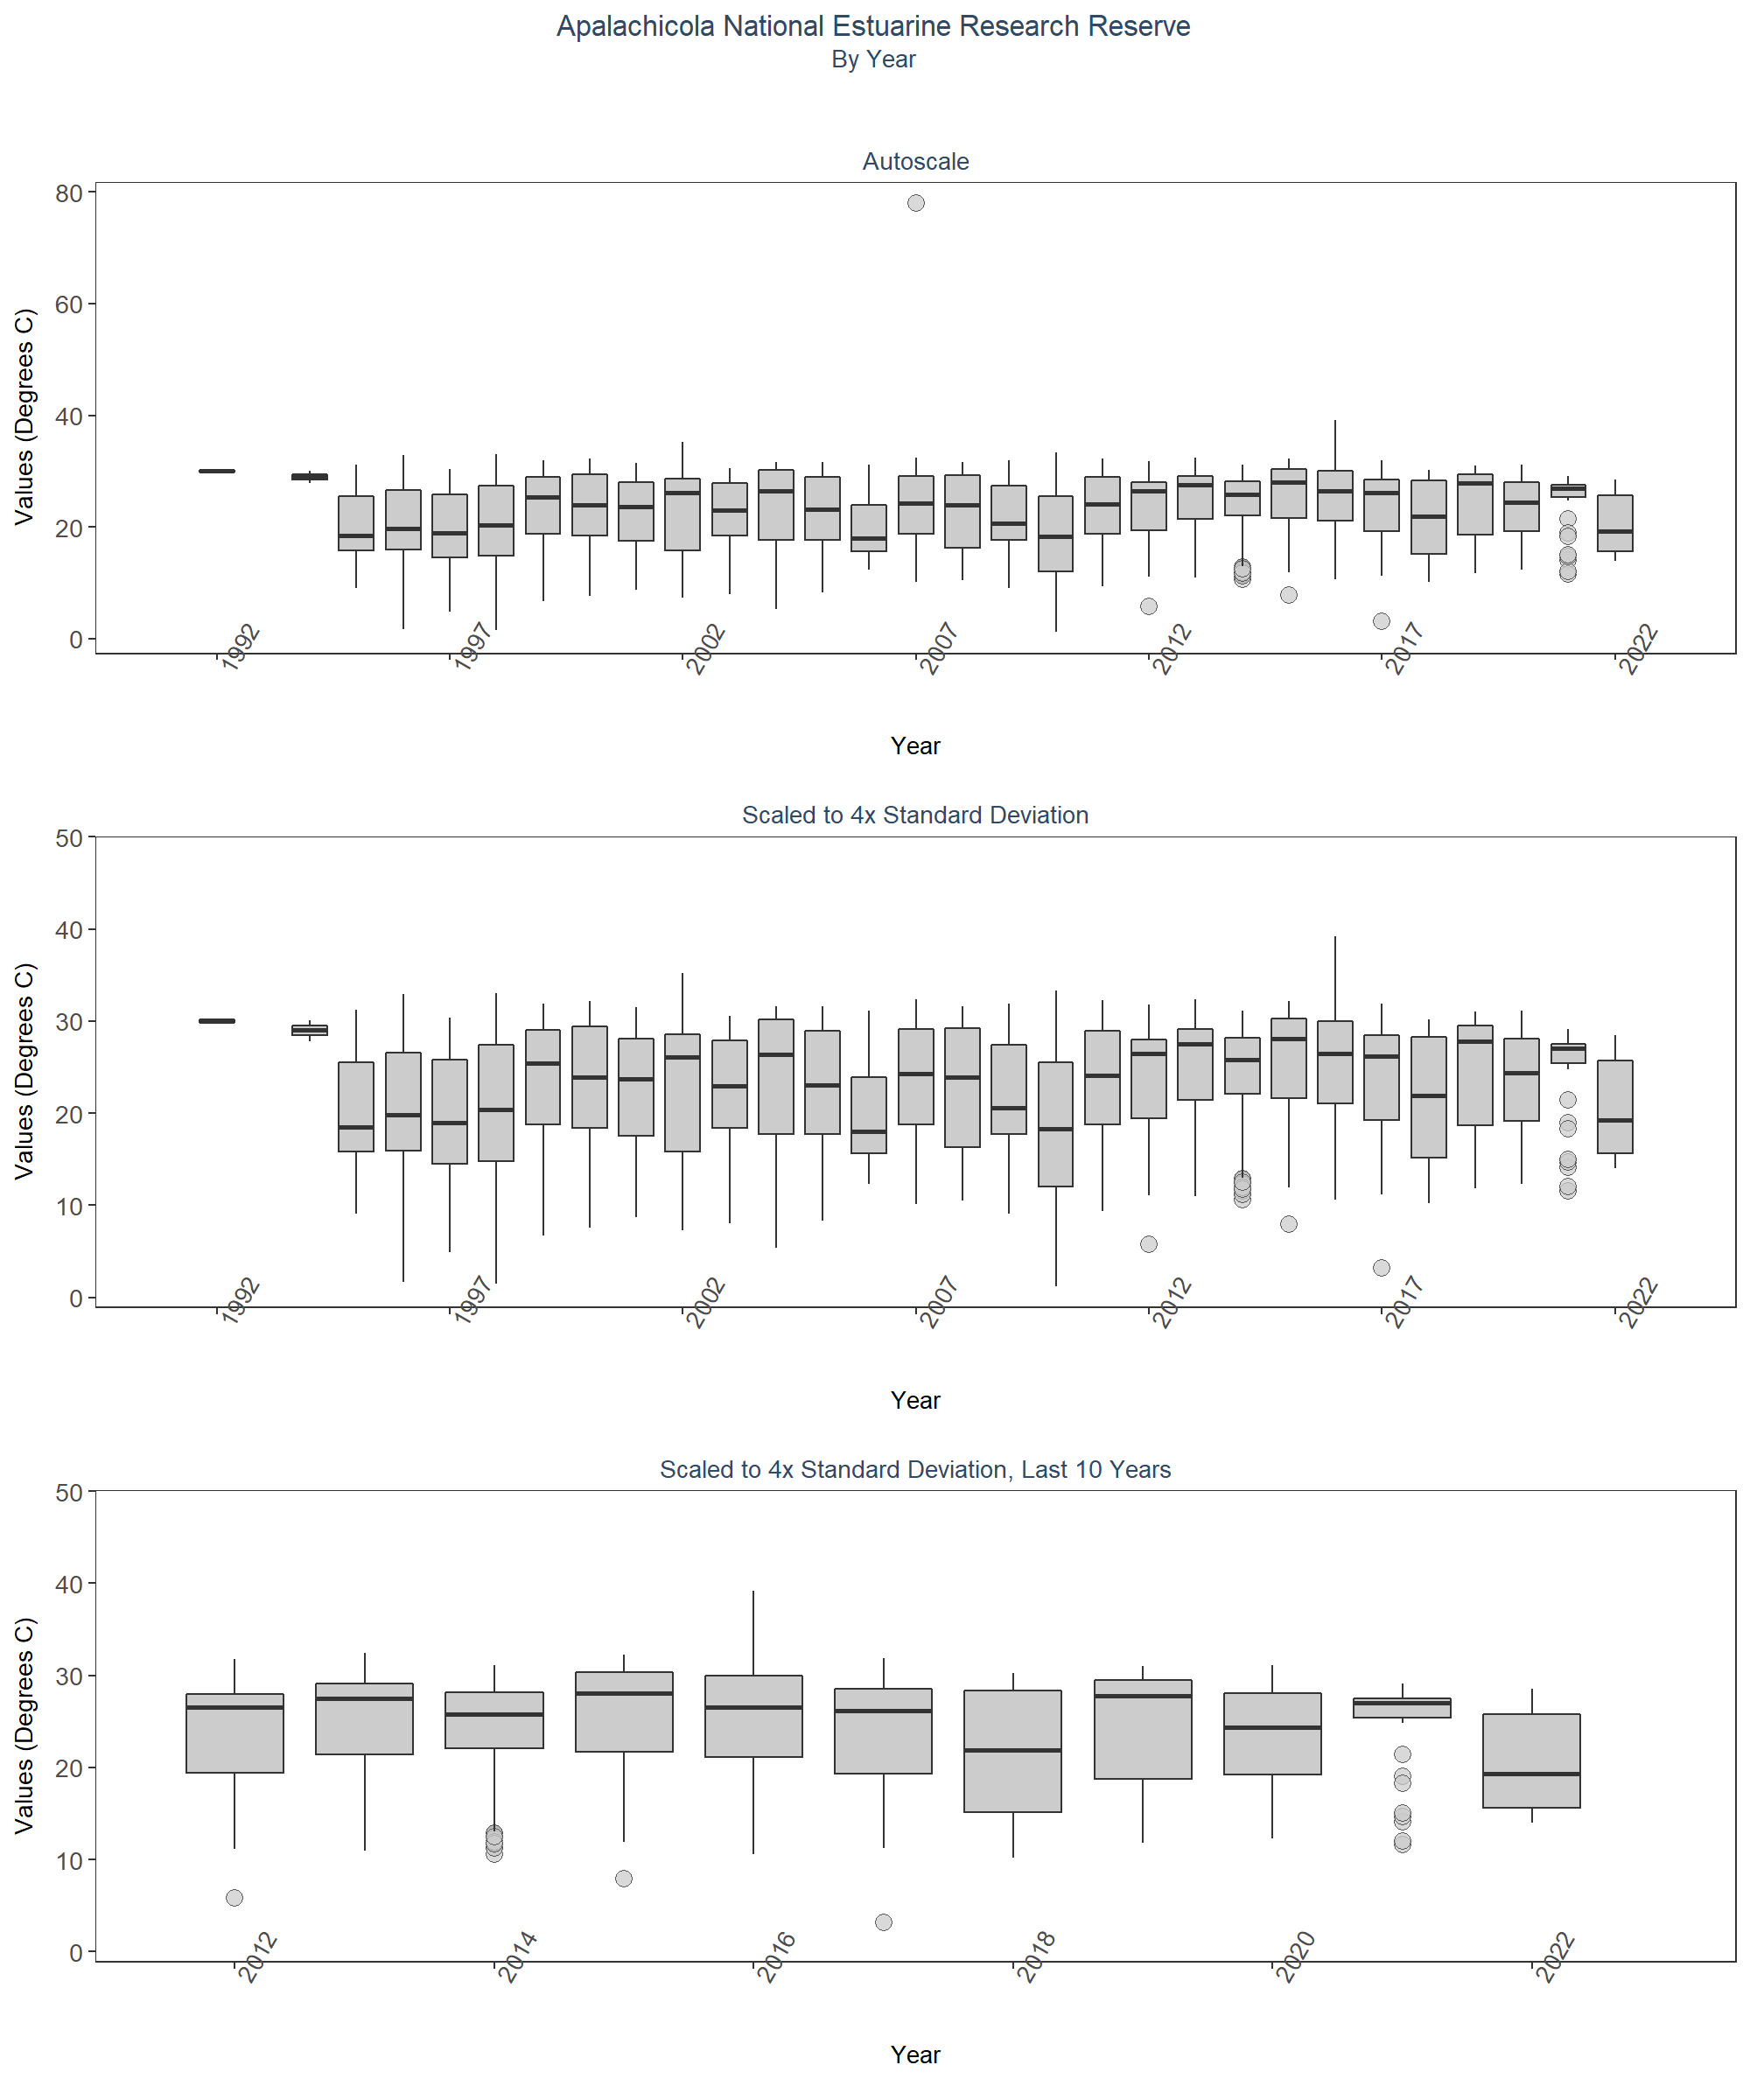 Apalachicola National Estuarine Research Reserve
By Year
Autoscale
Values (Degrees C)
80
60
40
20
0
1992 1997 2002 2007 2012 2017 2022
Year
Scaled to 4x Standard Deviation
Values (Degrees C)
50
40
30
20
10
0
1992 1997 2002 2007 2012 2017 2022
Year
Scaled to 4x Standard Deviation, Last 10 Years
Values (Degrees C)
50
40
30
20
10
0
2012 2014 2016 2018 2020 2022
Year